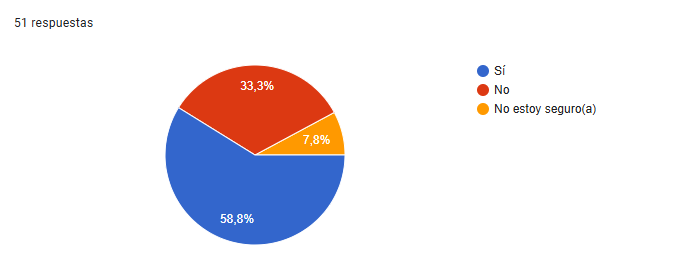 51 respuestas
33,3%
7,8%
58,8%
Sí
No
No estoy seguro(a)